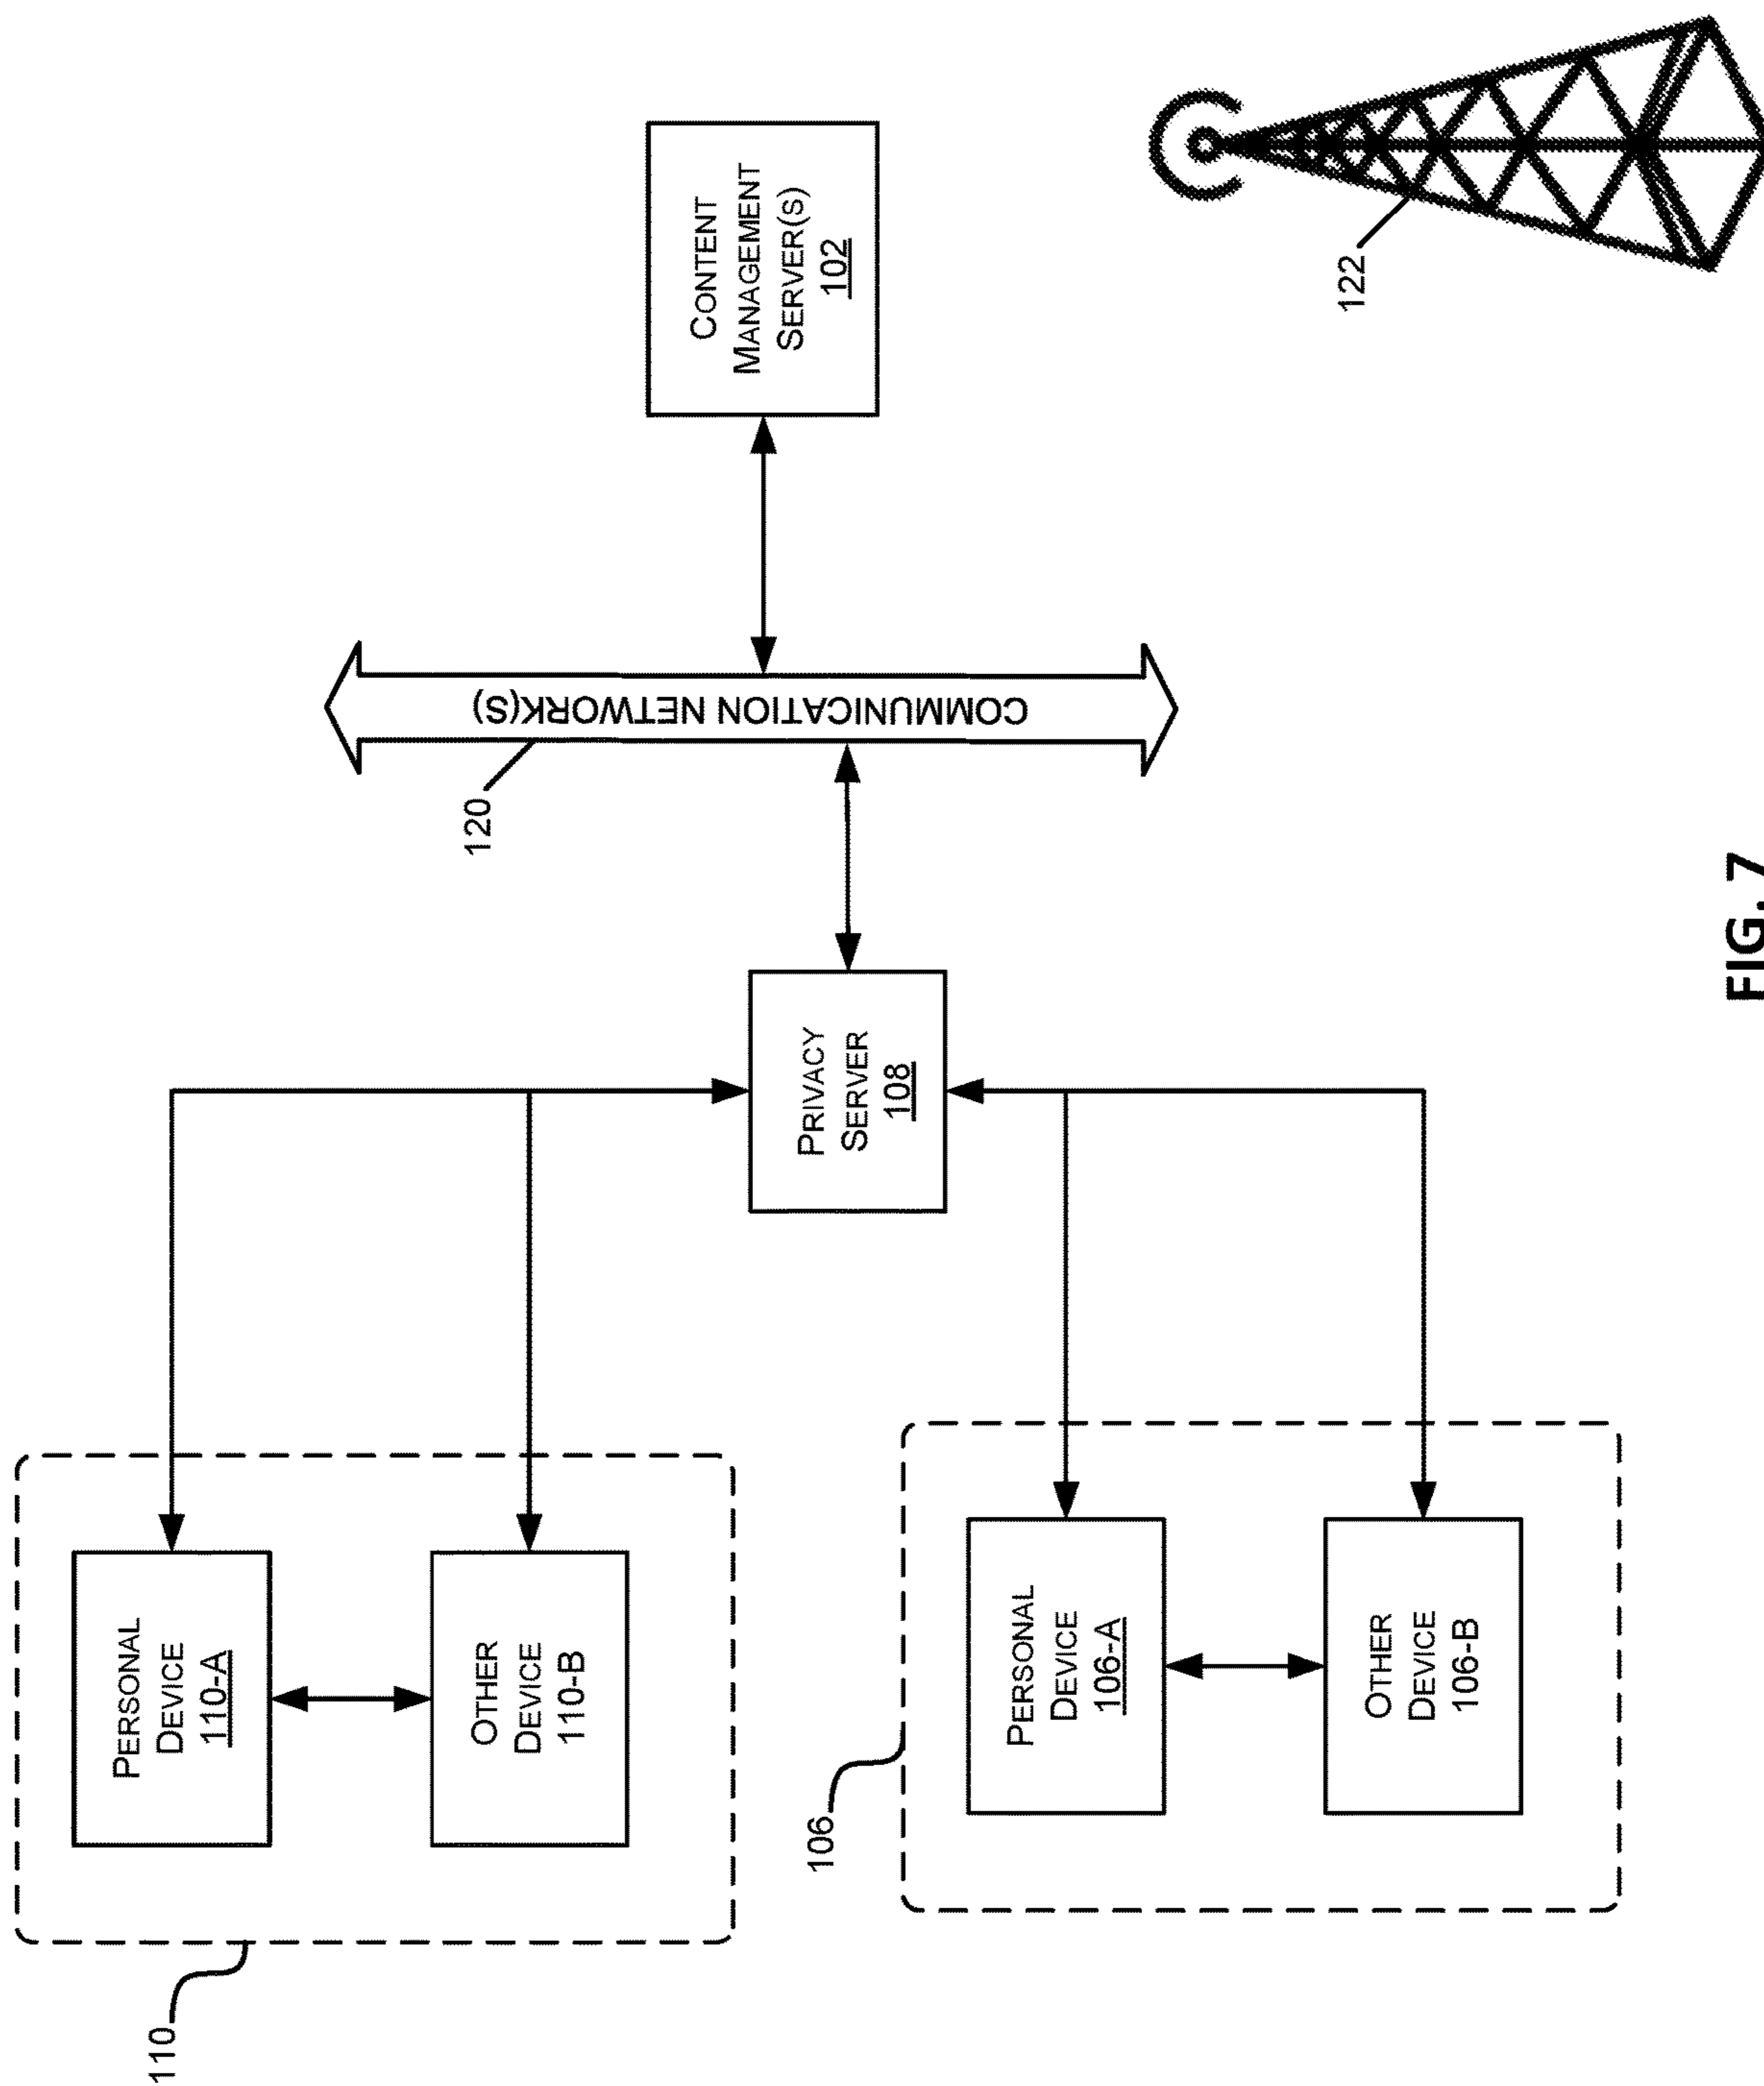 110
PERSONAL
DEVICE
110-A
OTHER
DEVICE
110-B
106
PERSONAL
DEVICE
106-A
OTHER
DEVICE
106-B
PRIVACY
SERVER
108
120
COMMUNICATION NETWORK(S)
CONTENT
MANAGEMENT
SERVER(S)
102
122
FIG. 7